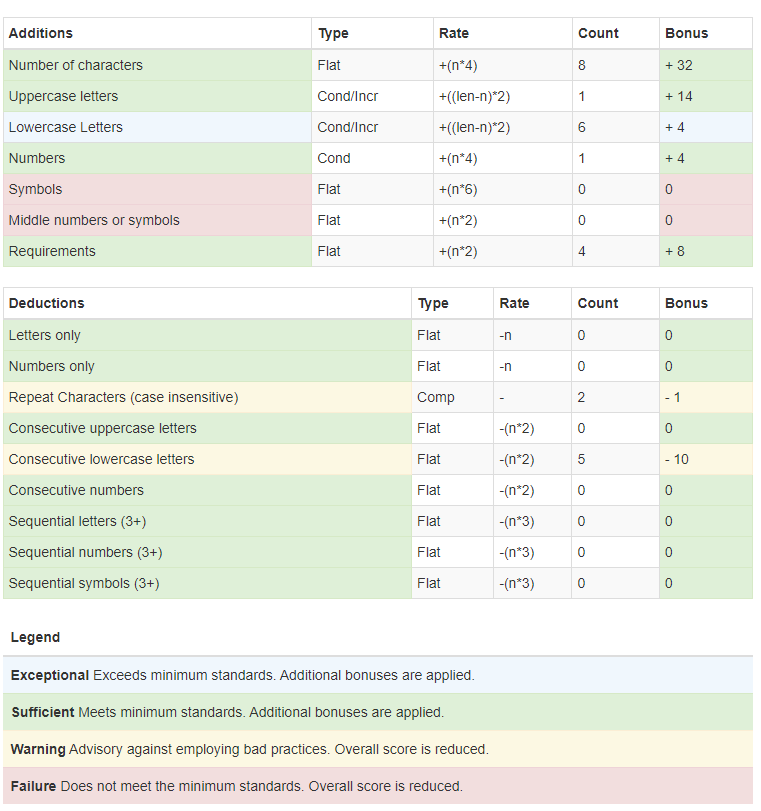 Additions Type Rate Count Bonus
Number of characters Flat +(n*4) 8 + 32
Uppercase letters Cond/Incr +((len-n)*2) 1 + 14
Lowercase Letters Cond/Incr +((len-n)*2) 6 + 4
Numbers Cond +(n*4) 1 + 4
Symbols Flat +(n*6) 0 0
Middle numbers or symbols Flat +(n*2) 0 0
Requirements Flat +(n*2) 4 + 8
Deductions Type Rate Count Bonus
Letters only Flat -n 0 0
Numbers only Flat -n 0 0
Repeat Characters (case insensitive) Comp - 2 - 1
Consecutive uppercase letters Flat -(n*2) 0 0
Consecutive lowercase letters Flat -(n*2) 5 - 10
Consecutive numbers Flat -(n*2) 0 0
Sequential letters (3+) Flat -(n*3) 0 0
Sequential numbers (3+) Flat -(n*3) 0 0
Sequential symbols (3+) Flat -(n*3) 0 0
Legend
Exceptional Exceeds minimum standards. Additional bonuses are applied.
Sufficient Meets minimum standards. Additional bonuses are applied.
Warning Advisory against employing bad practices. Overall score is reduced.
Failure Does not meet the minimum standards. Overall score is reduced.